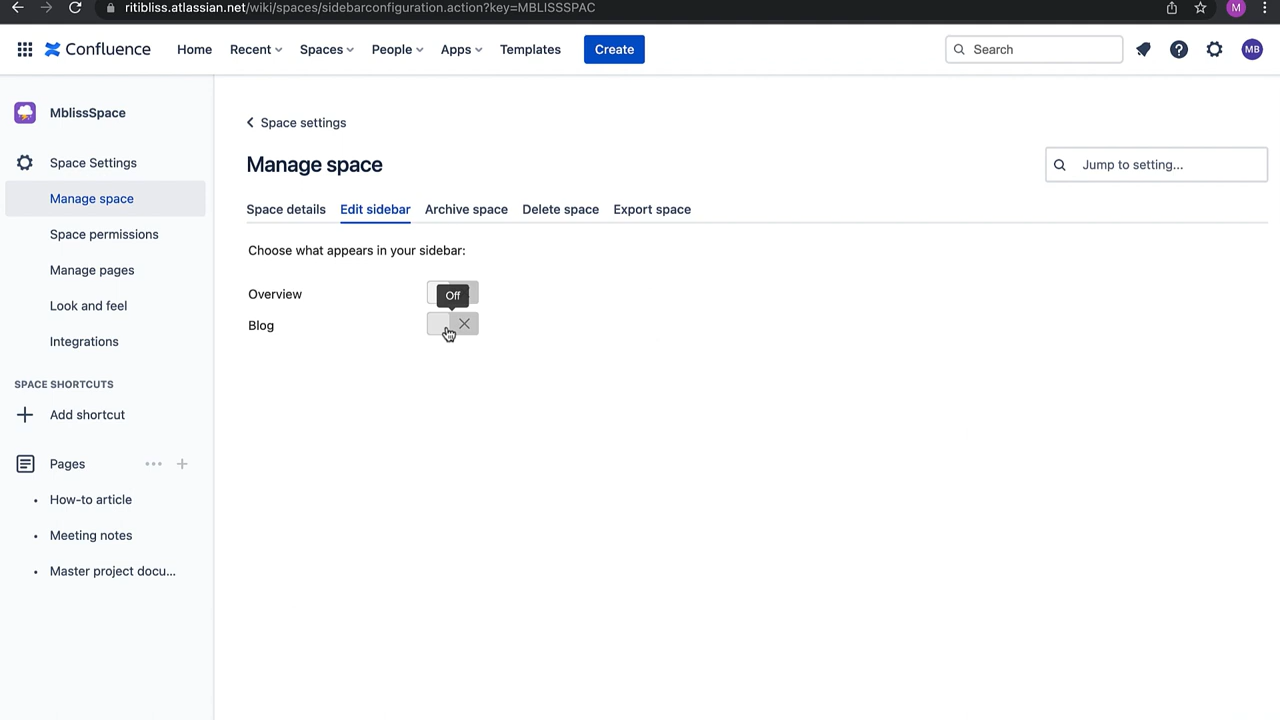 ritibliss.atlassian.net/wiki/spaces/sidebarconfiguration.action?key=MBLISSSPAC
M
Confluence
Home
Recent
Spaces
People
Apps
Templates
Create
Search
MB
MblissSpace
Space Settings
Manage space
Space permissions
Manage pages
Look and feel
Integrations
SPACE SHORTCUTS
Add shortcut
Pages
How-to article
Meeting notes
Master project docu...
Space settings
Manage space
Jump to setting...
Space details
Edit sidebar
Archive space
Delete space
Export space
Choose what appears in your sidebar:
Overview
Off
Blog